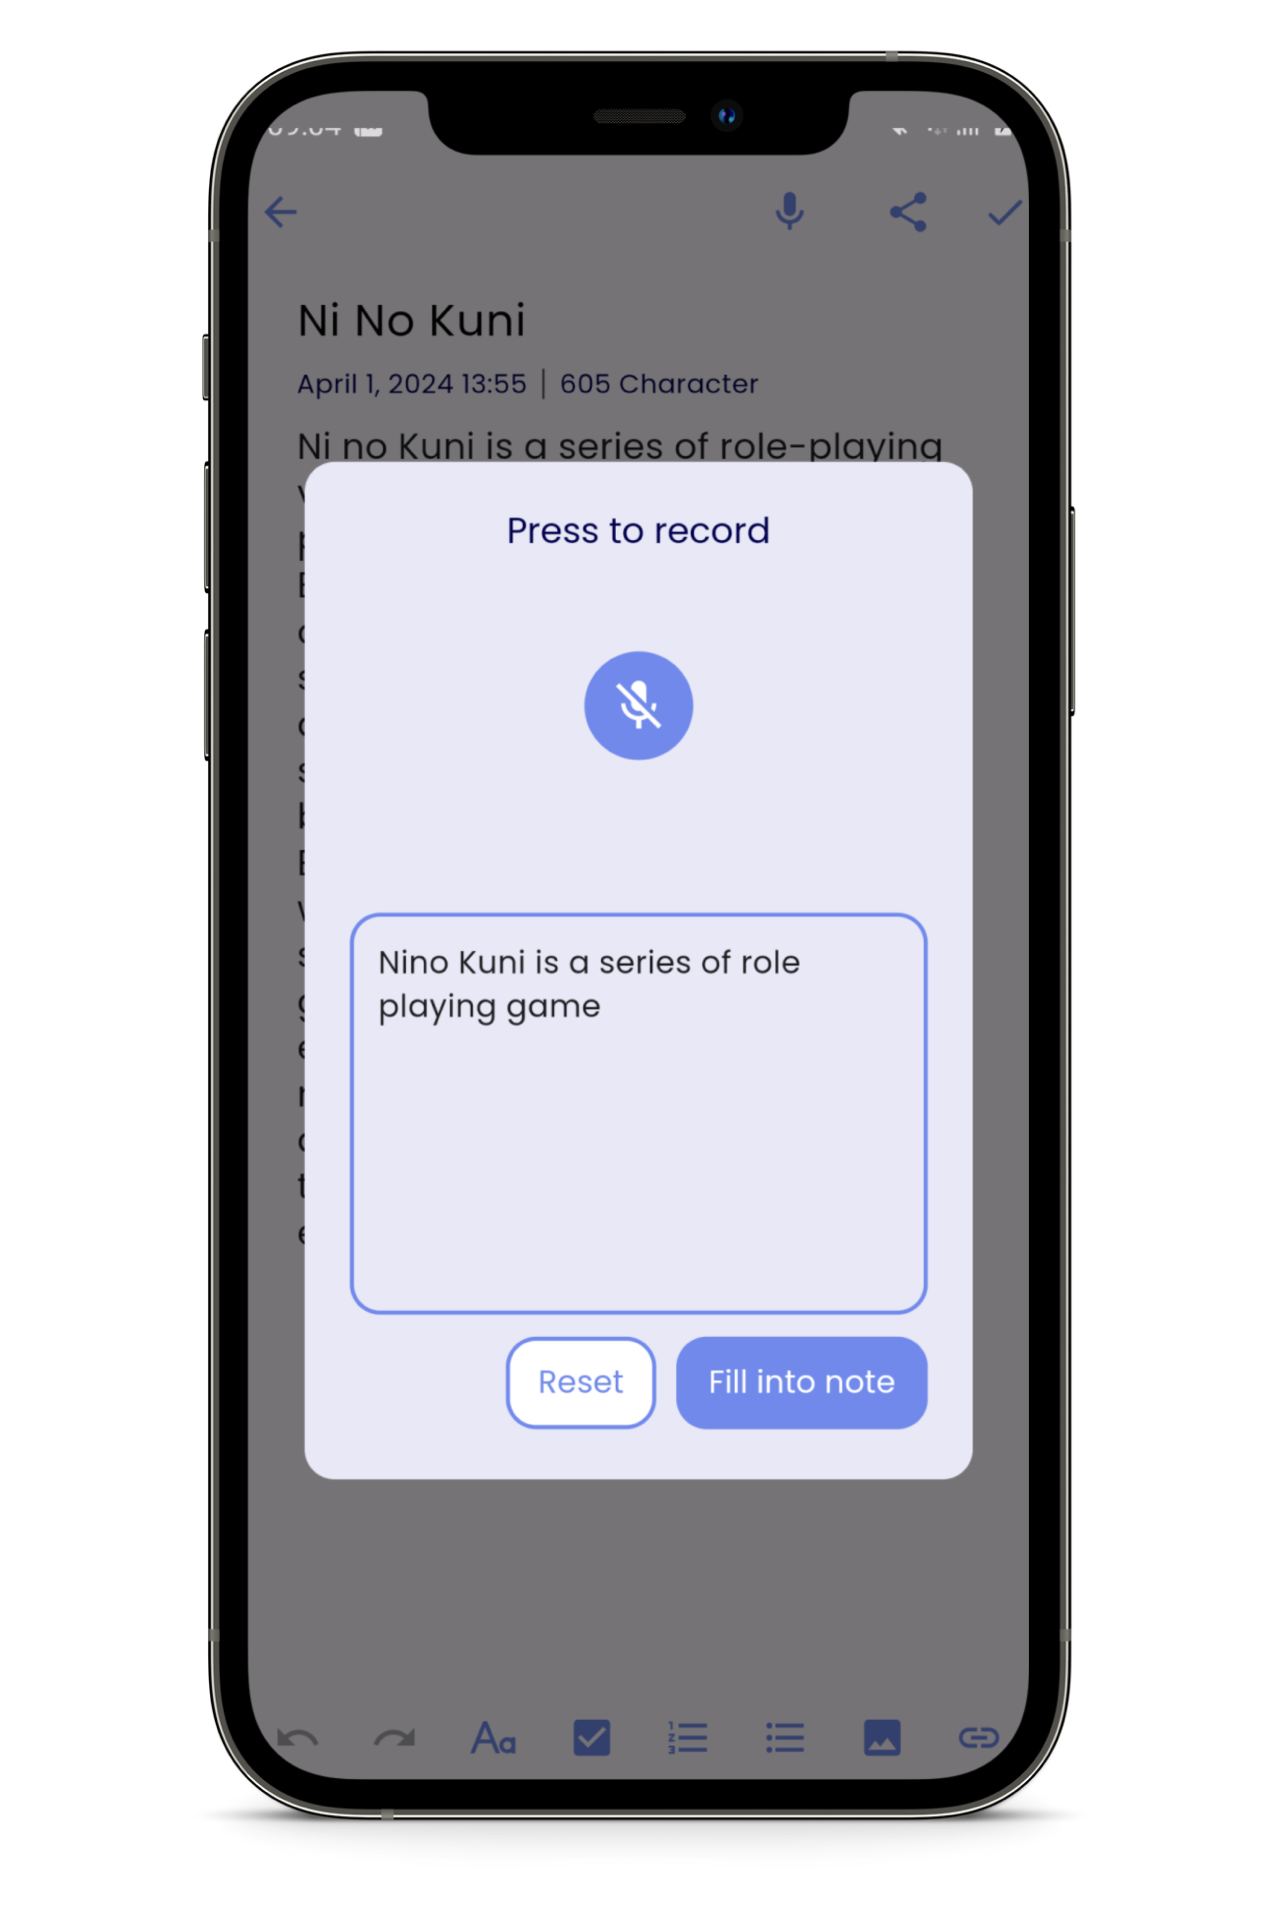 Ni No Kuni
April 1, 2024 13:55 | 605 Character
Ni no Kuni is a series of role-playing
Press to record
Nino Kuni is a series of role
playing game
Reset
Fill into note
Aa